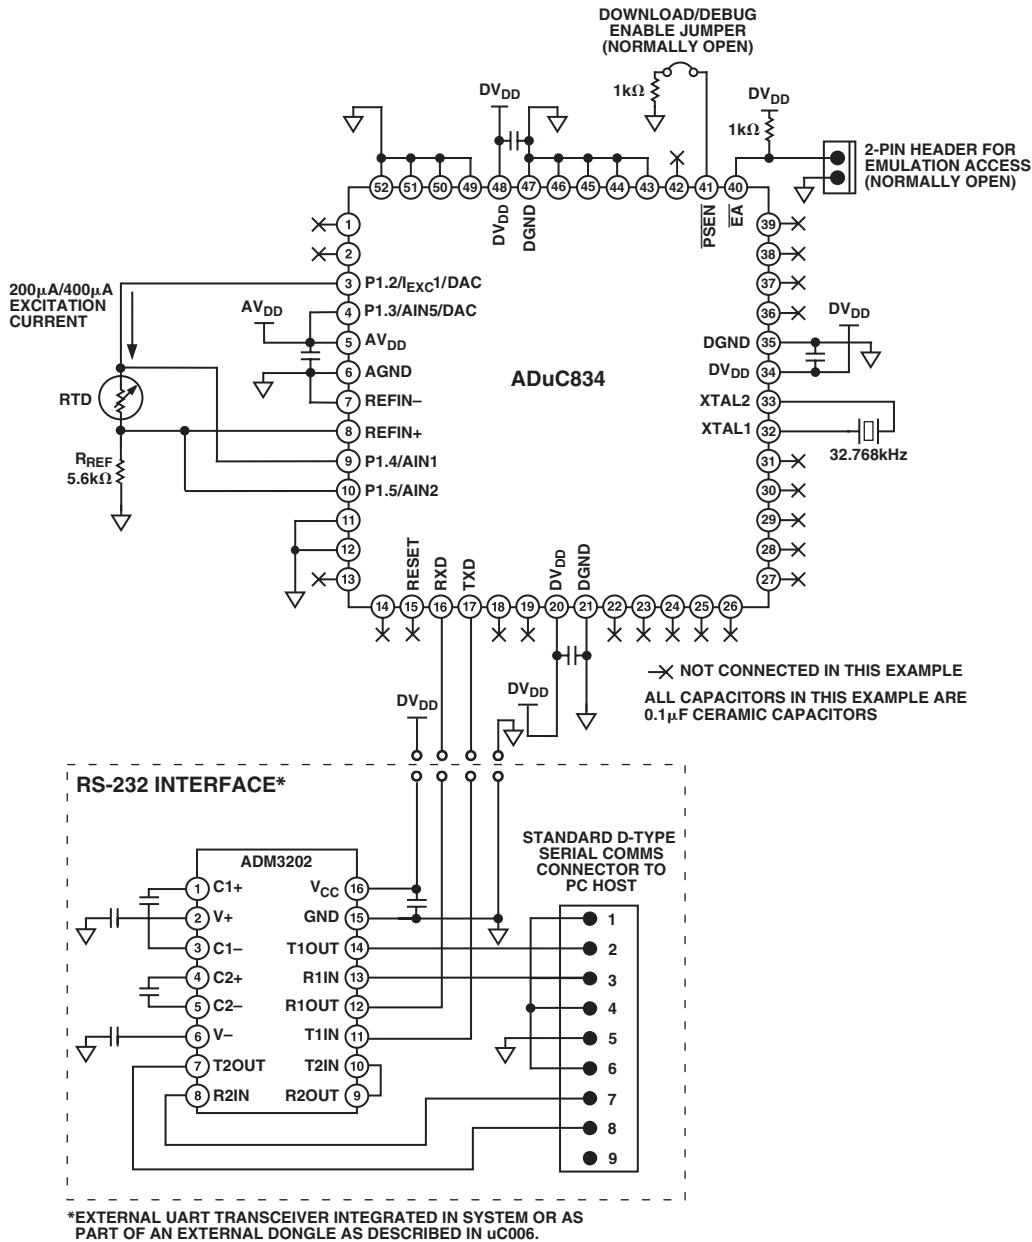 DOWNLOAD/DEBUG
ENABLE JUMPER
(NORMALLY OPEN)
DVDD
1kΩ
DVDD
1kΩ
2-PIN HEADER FOR
EMULATION ACCESS
(NORMALLY OPEN)
52 51 50 49 48 47 46 45 44 43 42 41 40
DVDD
DGND
PSEN
EA
1
2
3 P1.2/IEXC1/DAC
4 P1.3/AIN5/DAC
5 AVDD
6 AGND
7 REFIN–
8 REFIN+
9 P1.4/AIN1
10 P1.5/AIN2
11
12
13
200μA/400μA
EXCITATION
CURRENT
AVDD
RTD
RREF
5.6kΩ
ADuC834
39
38
37
36
DGND 35
DVDD 34
XTAL2 33
XTAL1 32
31
30
29
28
27
DVDD
32.768kHz
RESET
RXD
TXD
DVDD
DGND
14 15 16 17 18 19 20 21 22 23 24 25 26
NOT CONNECTED IN THIS EXAMPLE
ALL CAPACITORS IN THIS EXAMPLE ARE
0.1μF CERAMIC CAPACITORS
DVDD
DVDD
RS-232 INTERFACE*
ADM3202
1 C1+
2 V+
3 C1–
4 C2+
5 C2–
6 V–
7 T2OUT
8 R2IN
VCC 16
GND 15
T1OUT 14
R1IN 13
R1OUT 12
T1IN 11
T2IN 10
R2OUT 9
STANDARD D-TYPE
SERIAL COMMS
CONNECTOR TO
PC HOST
1
2
3
4
5
6
7
8
9
*EXTERNAL UART TRANSCEIVER INTEGRATED IN SYSTEM OR AS
PART OF AN EXTERNAL DONGLE AS DESCRIBED IN uC006.